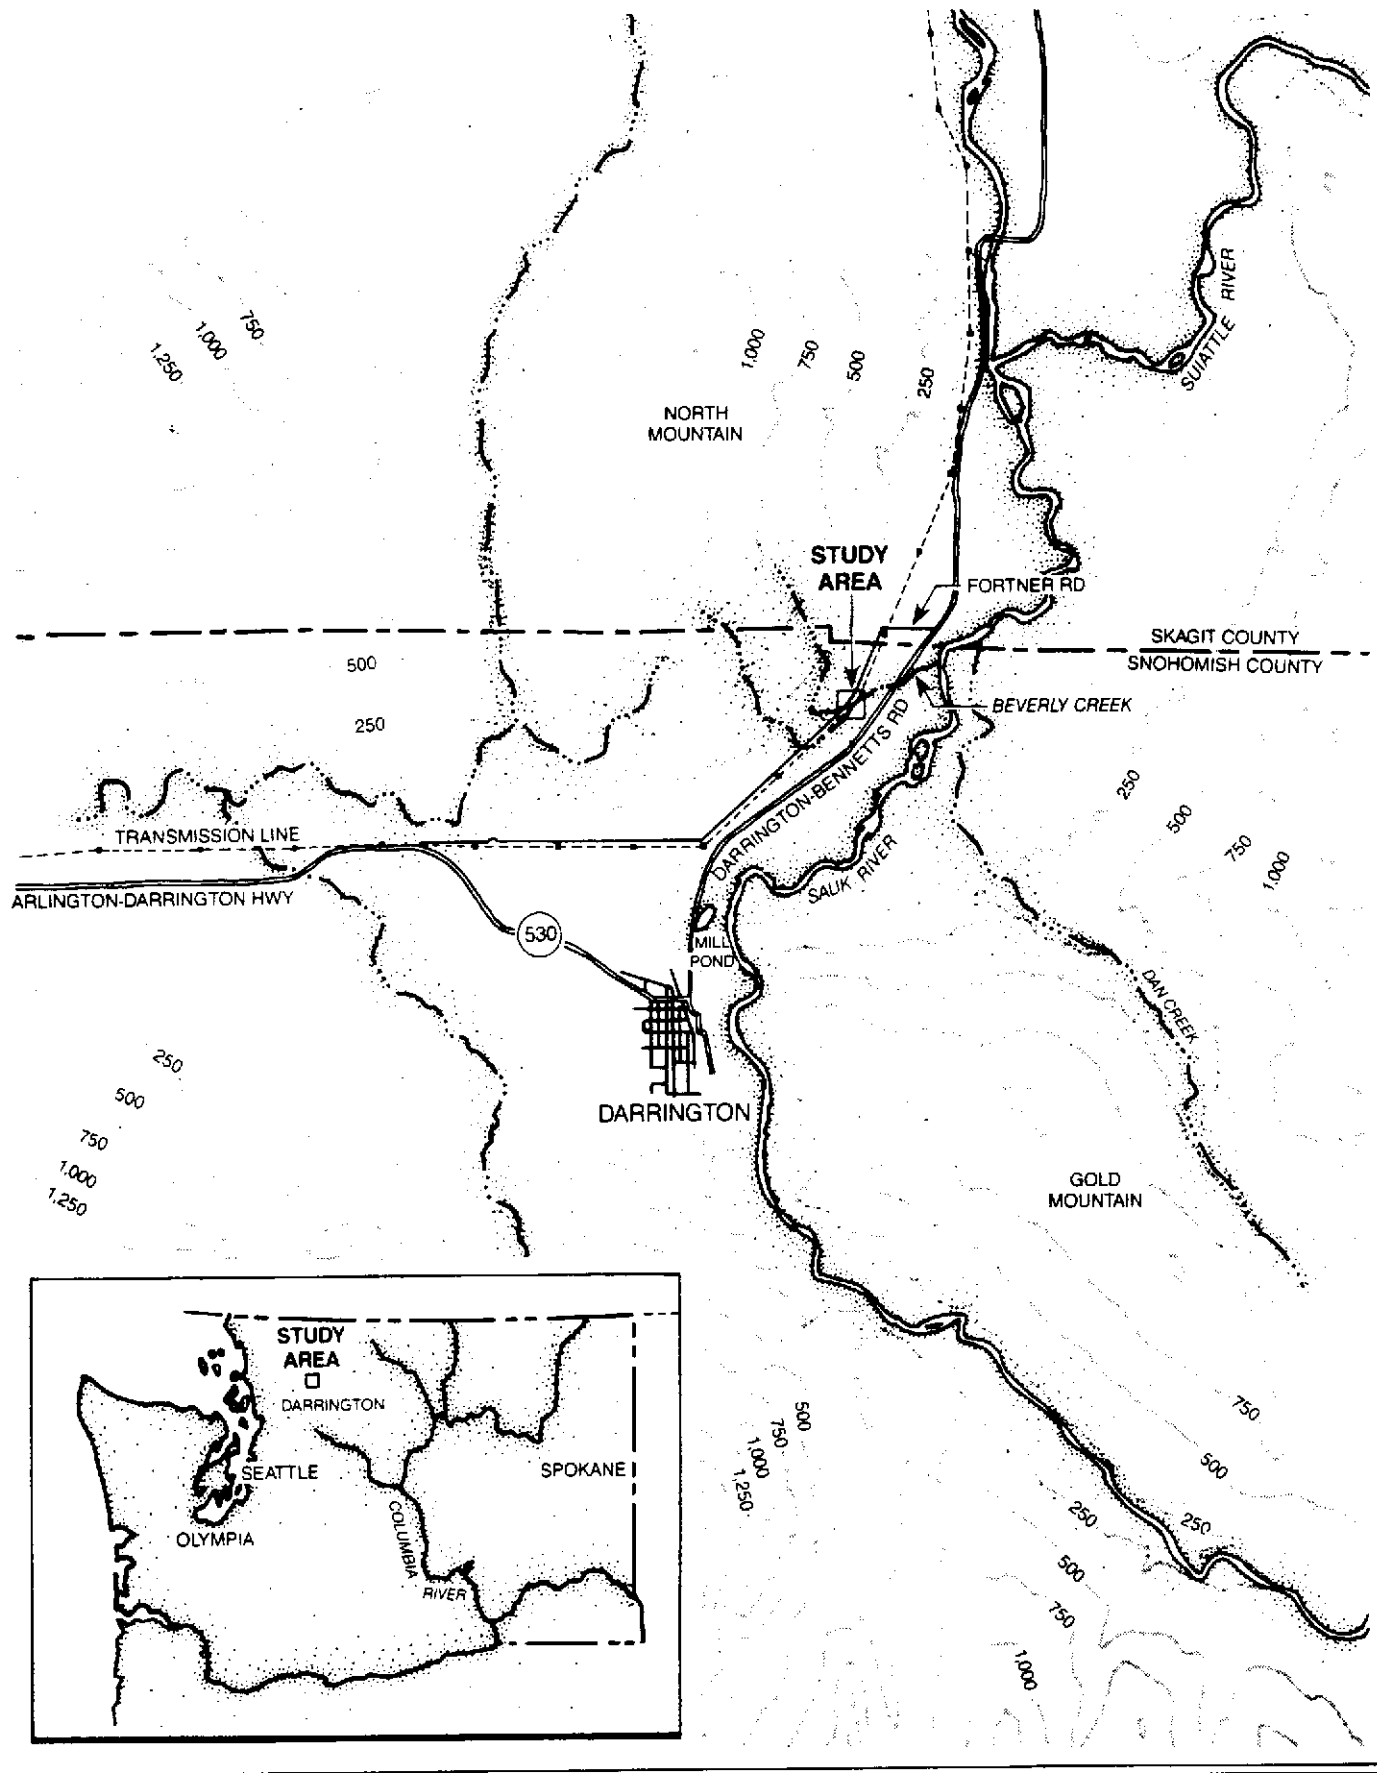 750
1,000
1,250
1,000
750
500
250
SUIATTLE RIVER
NORTH
MOUNTAIN
STUDY
AREA
FORTNER RD
SKAGIT COUNTY
SNOHOMISH COUNTY
500
250
BEVERLY CREEK
DARRINGTON-BENNETTS RD
250
500
750
1,000
TRANSMISSION LINE
ARLINGTON-DARRINGTON HWY
SAUK RIVER
530
MILL
POND
DAN CREEK
250
500
750
1,000
1,250
DARRINGTON
GOLD
MOUNTAIN
STUDY
AREA
DARRINGTON
SEATTLE
SPOKANE
OLYMPIA
COLUMBIA
RIVER
500
750
1,000
1,250
750
500
250
250
500
750
1,000